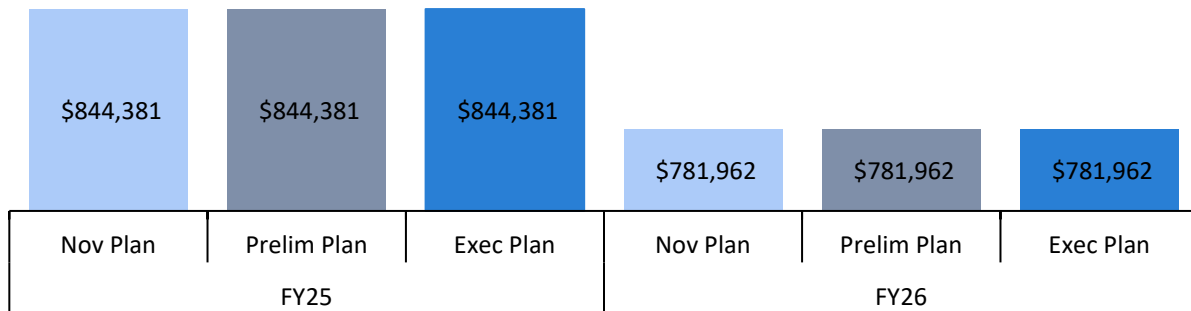 $844,381 $844,381 $844,381
$781,962 $781,962 $781,962
Nov Plan Prelim Plan Exec Plan Nov Plan Prelim Plan Exec Plan
FY25 FY26